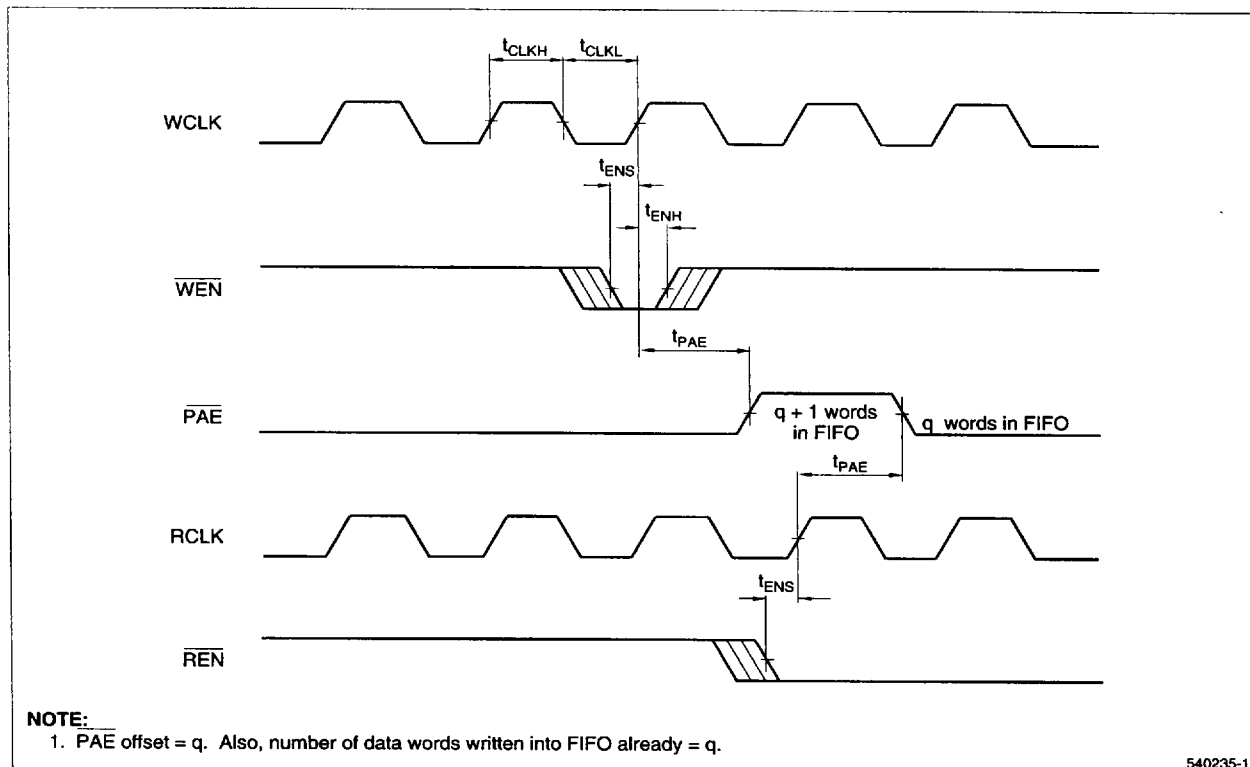 tCLKH tCLKL
WCLK
tENS
tENH
WEN
tPAE
PAE
q + 1 words
in FIFO
q words in FIFO
tPAE
RCLK
tENS
REN
NOTE:
1. PAE offset = q. Also, number of data words written into FIFO already = q.
540235-1